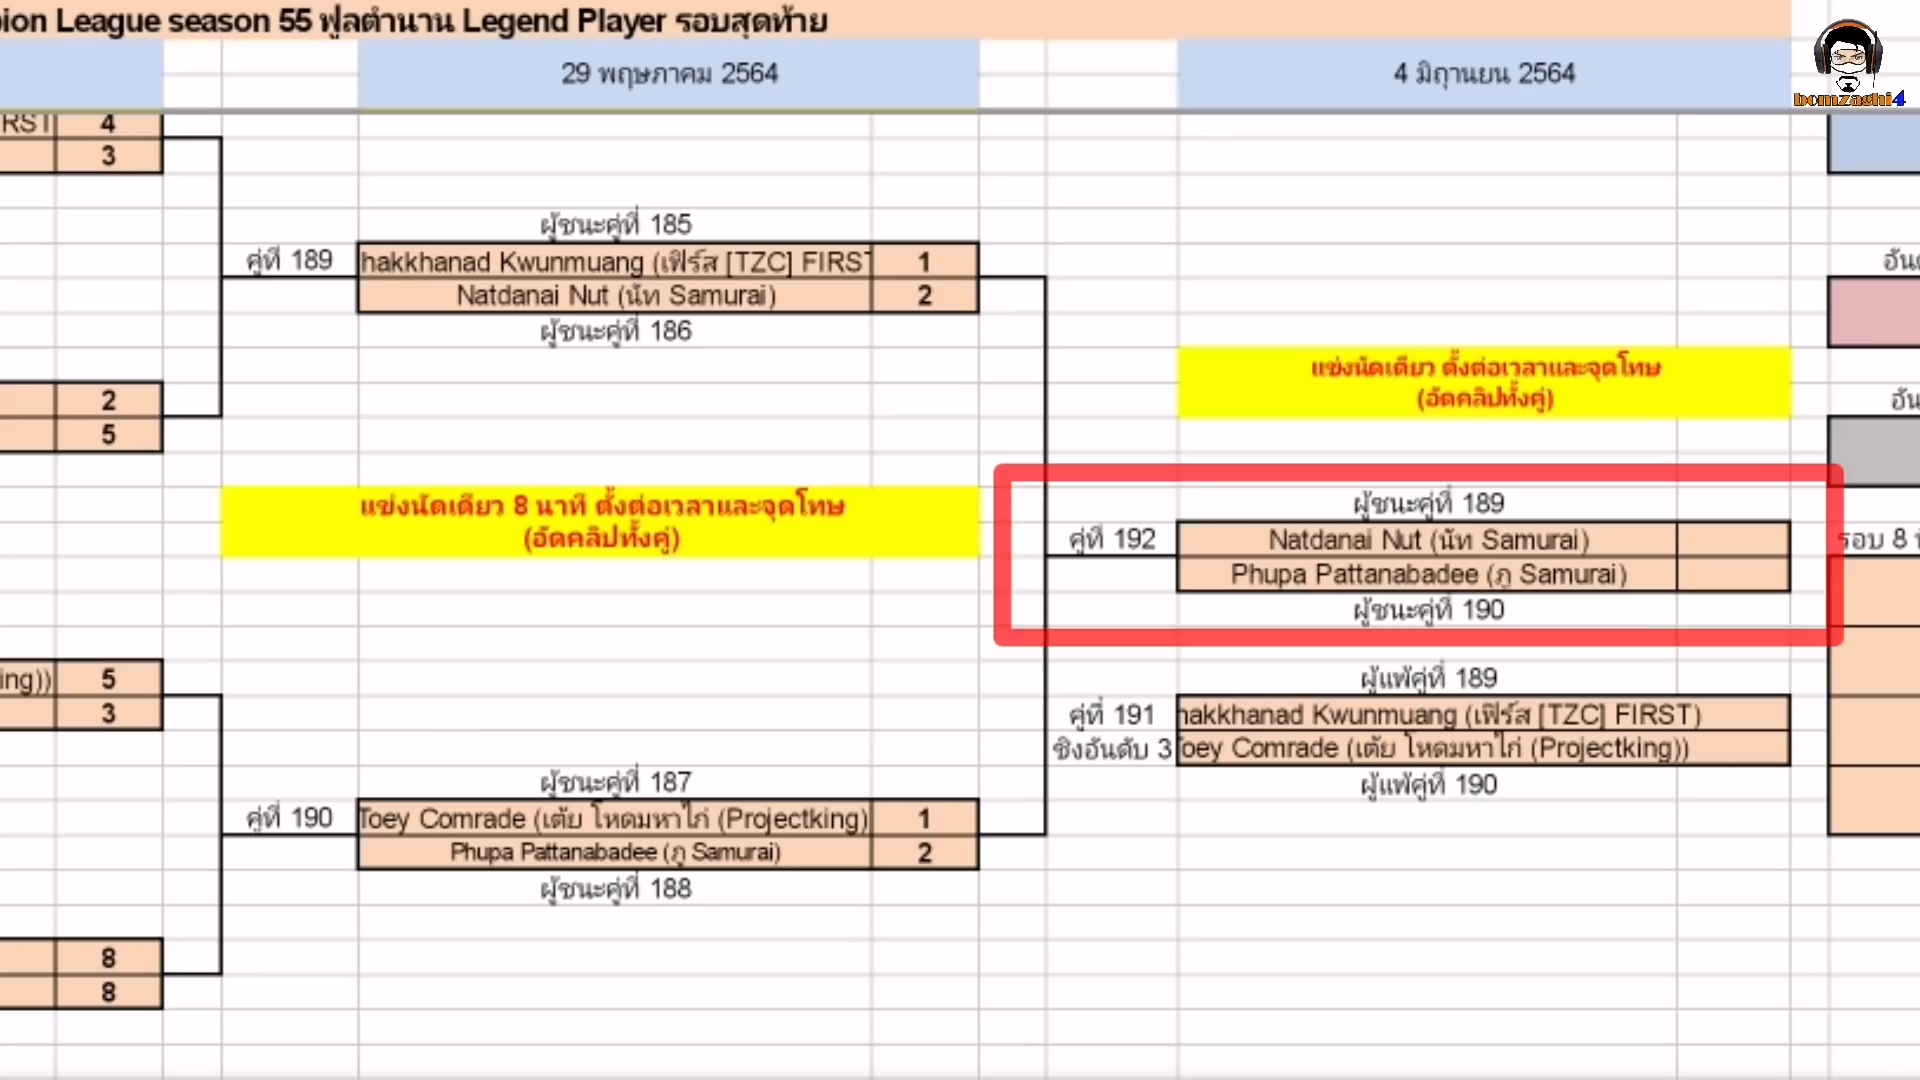 ion League season 55 ฟูลตำนาน Legend Player รอบสุดท้าย
29 พฤษภาคม 2564
4 มิถุานยน 2564
bomzashi4
RST
4
3
ผู้ชนะคู่ที่ 185
คู่ที่ 189
hakkhanad Kwunmuang (เฟิร์ส [TZC] FIRST
1
Natdanai Nut (นัท Samurai)
2
ผู้ชนะคู่ที่ 186
2
5
แข่งนัดเดียว 8 นาที ตั้งต่อเวลาและจุดโทษ
(อัดคลิปทั้งคู่)
ing))
5
3
ผู้ชนะคู่ที่ 187
คู่ที่ 190
Toey Comrade (เต้ย โหดมหาไก่ (Projectking)
1
Phupa Pattanabadee (ภู Samurai)
2
ผู้ชนะคู่ที่ 188
8
8
แข่งนัดเดียว ตั้งต่อเวลาและจุดโทษ
(อัดคลิปทั้งคู่)
ผู้ชนะคู่ที่ 189
คู่ที่ 192
Natdanai Nut (นัท Samurai)
Phupa Pattanabadee (ภู Samurai)
ผู้ชนะคู่ที่ 190
ผู้แพ้คู่ที่ 189
คู่ที่ 191
hakkhanad Kwunmuang (เฟิร์ส [TZC] FIRST)
ชิงอันดับ 3
Toey Comrade (เต้ย โหดมหาไก่ (Projectking))
ผู้แพ้คู่ที่ 190
อัน
อัน
รอบ 8